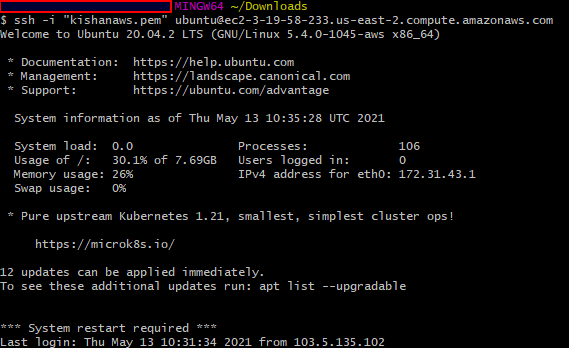 MINGW64 ~/Downloads
$ ssh -i "kishanaws.pem" ubuntu@ec2-3-19-58-233.us-east-2.compute.amazonaws.com
Welcome to Ubuntu 20.04.2 LTS (GNU/Linux 5.4.0-1045-aws x86_64)
* Documentation: https://help.ubuntu.com
* Management: https://landscape.canonical.com
* Support: https://ubuntu.com/advantage
System information as of Thu May 13 10:35:28 UTC 2021
System load: 0.0 Processes: 106
Usage of /: 30.1% of 7.69GB Users logged in: 0
Memory usage: 26% IPv4 address for eth0: 172.31.43.1
Swap usage: 0%
* Pure upstream Kubernetes 1.21, smallest, simplest cluster ops!
https://microk8s.io/
12 updates can be applied immediately.
To see these additional updates run: apt list --upgradable
*** System restart required ***
Last login: Thu May 13 10:31:34 2021 from 103.5.135.102